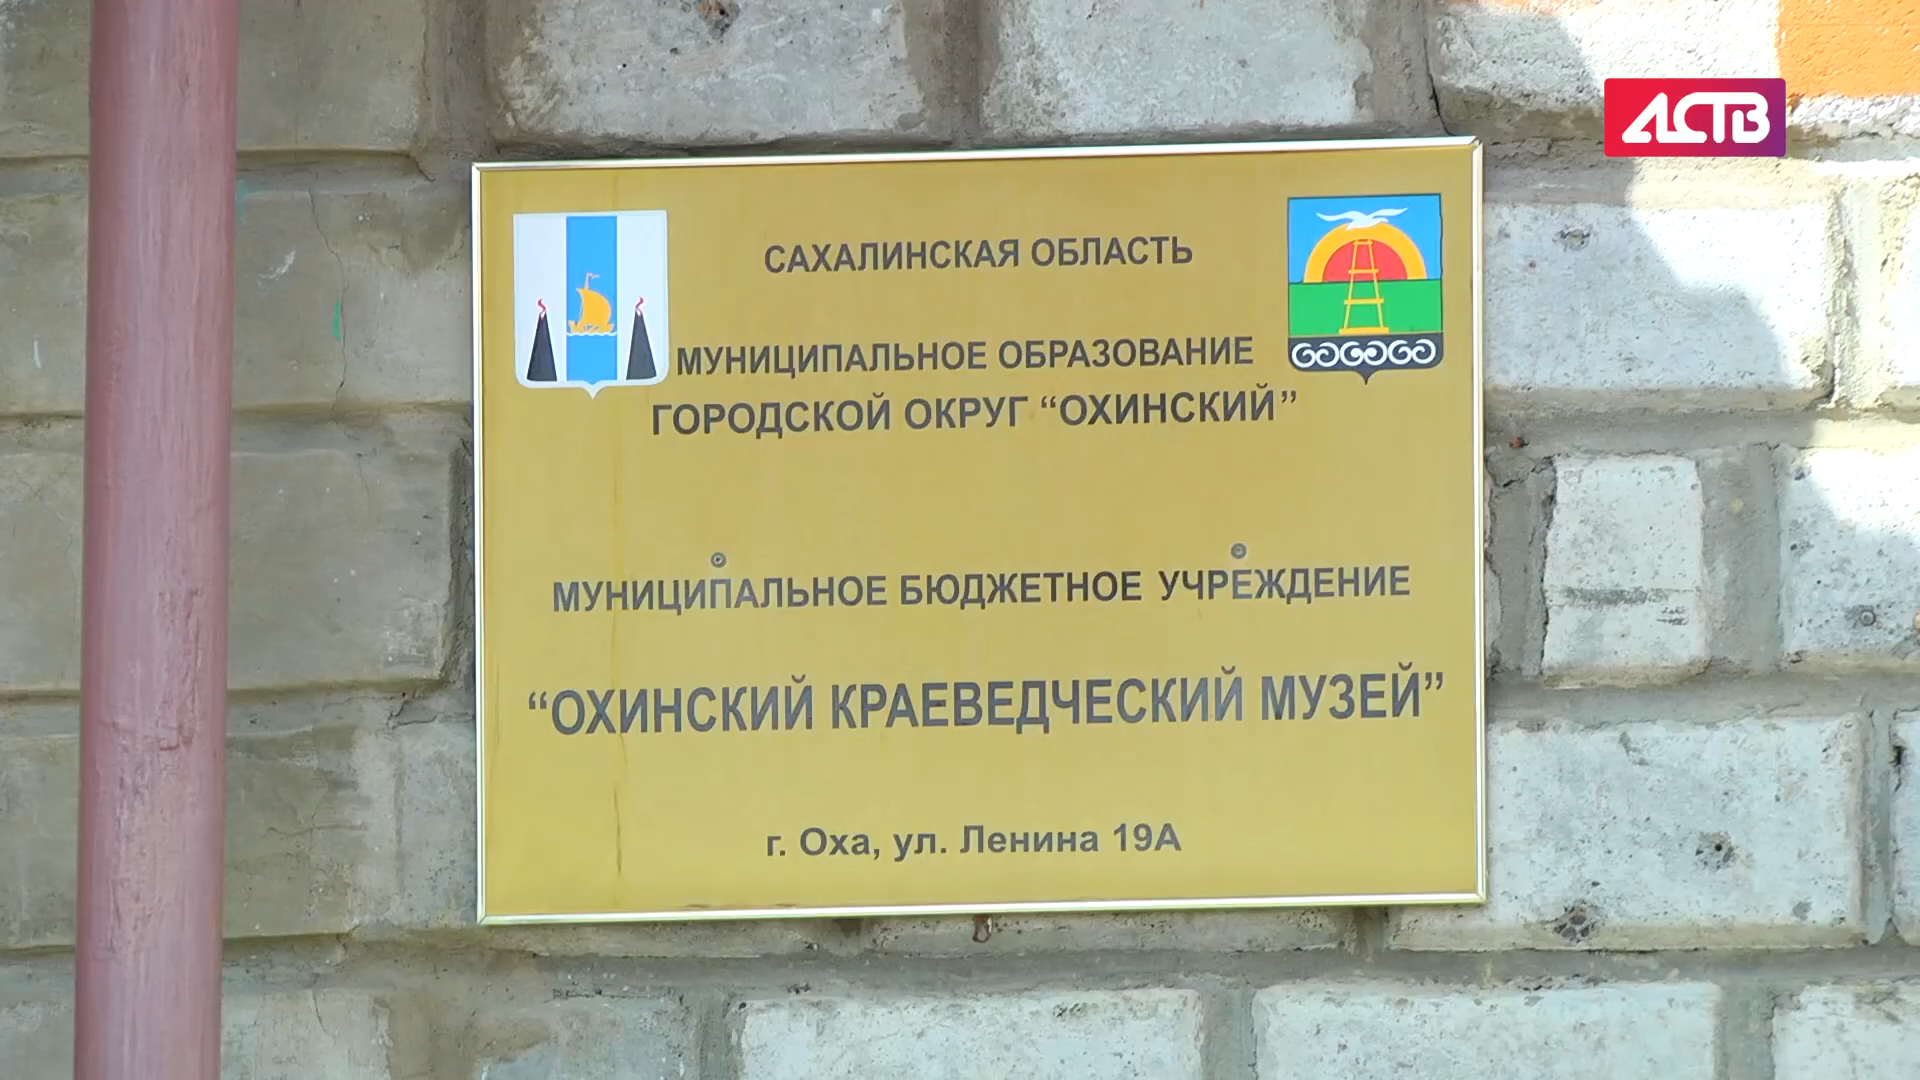 АСТВ
САХАЛИНСКАЯ ОБЛАСТЬ
МУНИЦИПАЛЬНОЕ ОБРАЗОВАНИЕ
ГОРОДСКОЙ ОКРУГ “ОХИНСКИЙ”
МУНИЦИПАЛЬНОЕ БЮДЖЕТНОЕ УЧРЕЖДЕНИЕ
“ОХИНСКИЙ КРАЕВЕДЧЕСКИЙ МУЗЕЙ”
г. Оха, ул. Ленина 19А